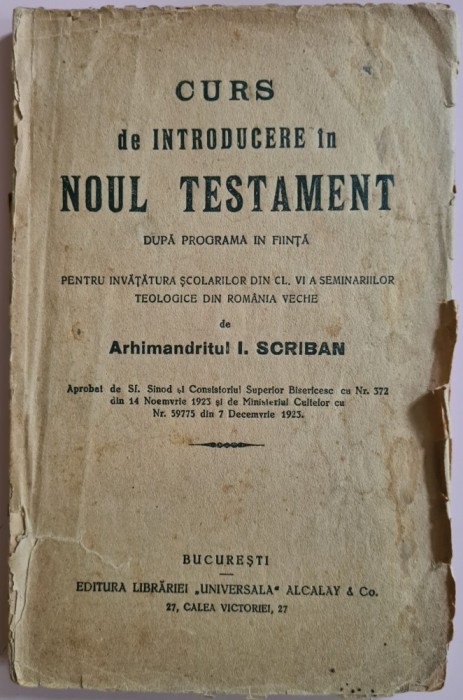 CURS
de INTRODUCERE în
NOUL TESTAMENT
DUPĂ PROGRAMA IN FIINȚĂ
PENTRU INVĂȚĂTURA ȘCOLARILOR DIN CL. VI A SEMINARIILOR
TEOLOGICE DIN ROMÂNIA VECHE
de
Arhimandritul I. SCRIBAN
Aprobat de Sf. Sinod și Consistoriul Superior Bisericesc cu Nr. 372
din 14 Noemvrie 1923 și de Ministerul Cultelor cu
Nr. 59775 din 7 Decemvrie 1923.
BUCUREȘTI
EDITURA LIBRĂRIEI „UNIVERSALA" ALCALAY & Co.
27, CALEA VICTORIEI, 27